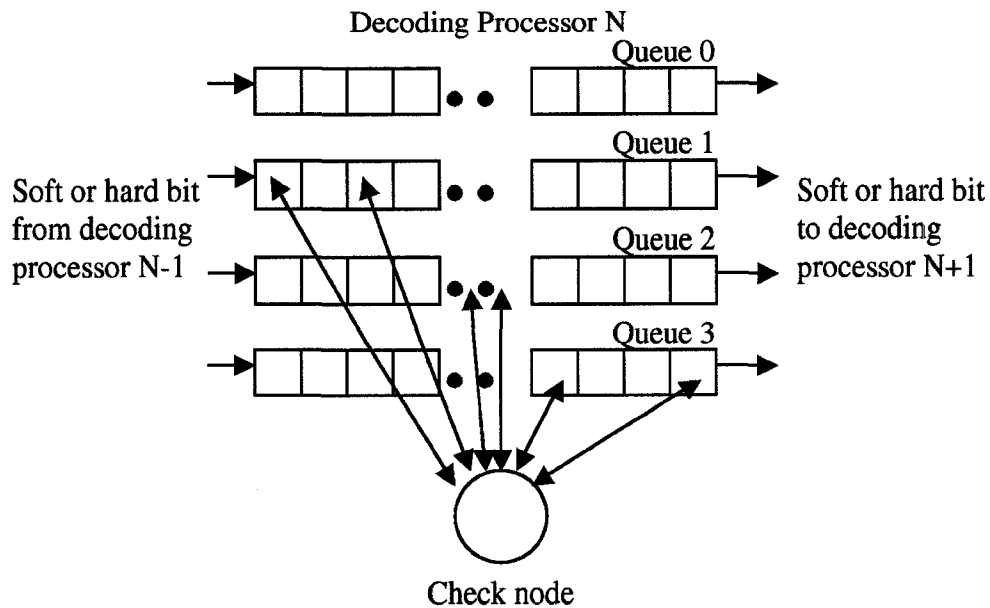 Decoding Processor N
Queue 0
Queue 1
Soft or hard bit
from decoding
processor N-1
Soft or hard bit
to decoding
processor N+1
Queue 2
Queue 3
Check node